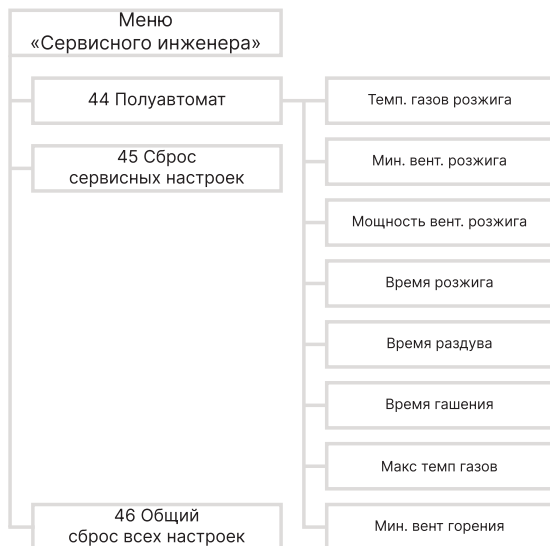 Меню
«Сервисного инженера»
44 Полуавтомат
45 Сброс
сервисных настроек
46 Общий
сброс всех настроек
Темп. газов розжига
Мин. вент. розжига
Мощность вент. розжига
Время розжига
Время раздува
Время гашения
Макс темп газов
Мин. вент горения